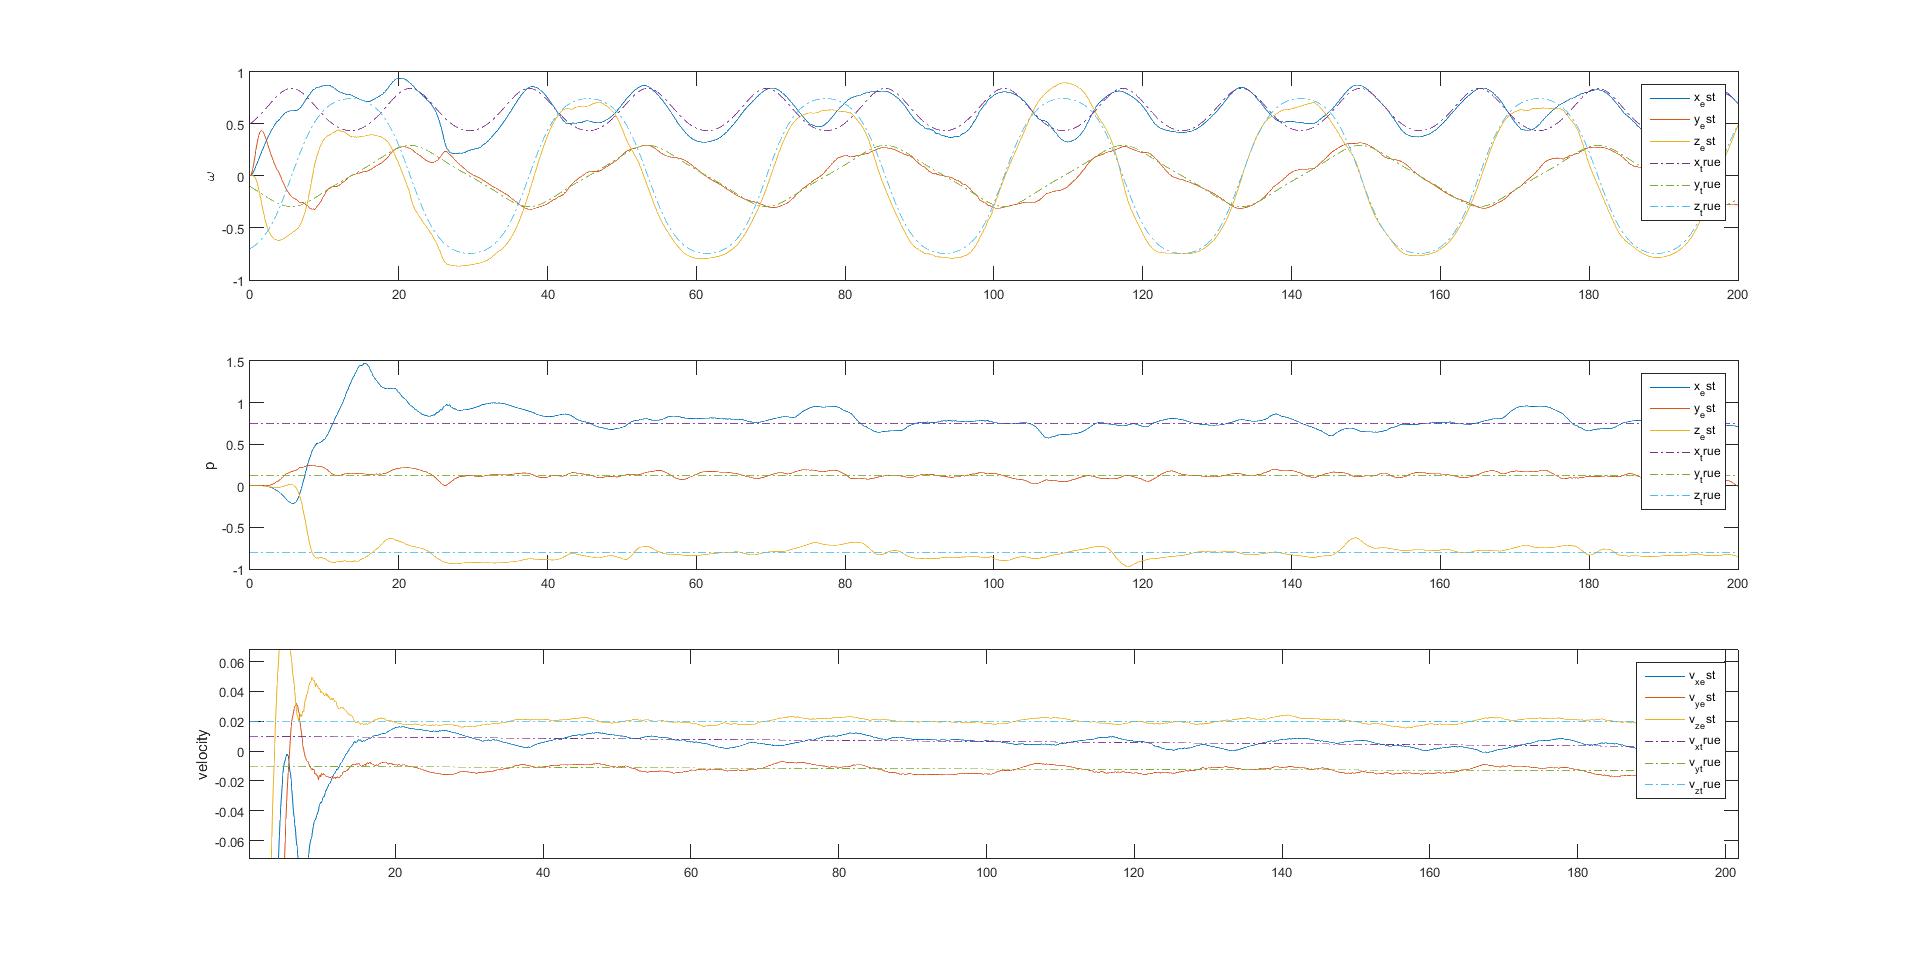 1
0.5
0
-0.5
-1
ω
0
20
40
60
80
100
120
140
160
180
200
x_est
y_est
z_est
x_true
y_true
z_true
1.5
1
0.5
0
-0.5
-1
p
0
20
40
60
80
100
120
140
160
180
200
x_est
y_est
z_est
x_true
y_true
z_true
0.06
0.04
0.02
0
-0.02
-0.04
-0.06
velocity
20
40
60
80
100
120
140
160
180
200
v_xest
v_yest
v_zest
v_xtrue
v_ytrue
v_ztrue